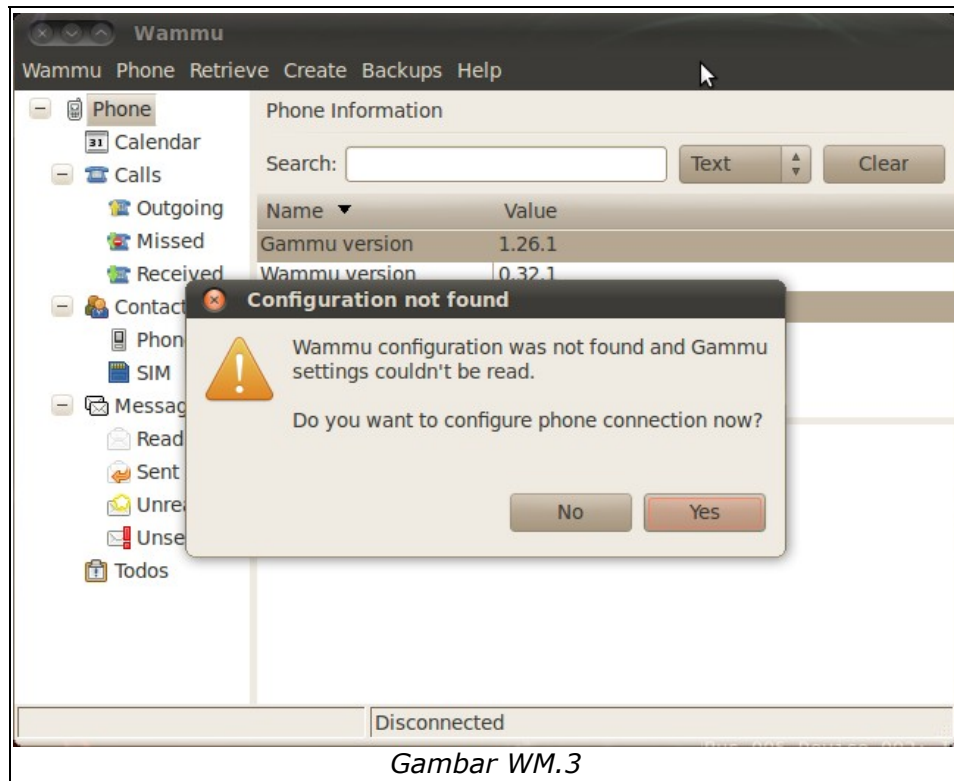 Wammu
Wammu Phone Retrieve Create Backups Help
Phone
Calendar
Calls
Outgoing
Missed
Received
Contact
Phon
SIM
Messag
Read
Sent
Unrea
Unse
Todos
Phone Information
Search:
Text
Clear
Name Value
Gammu version 1.26.1
Wammu version 0.32.1
Configuration not found
Wammu configuration was not found and Gammu
settings couldn't be read.
Do you want to configure phone connection now?
No Yes
Disconnected
Gambar WM.3